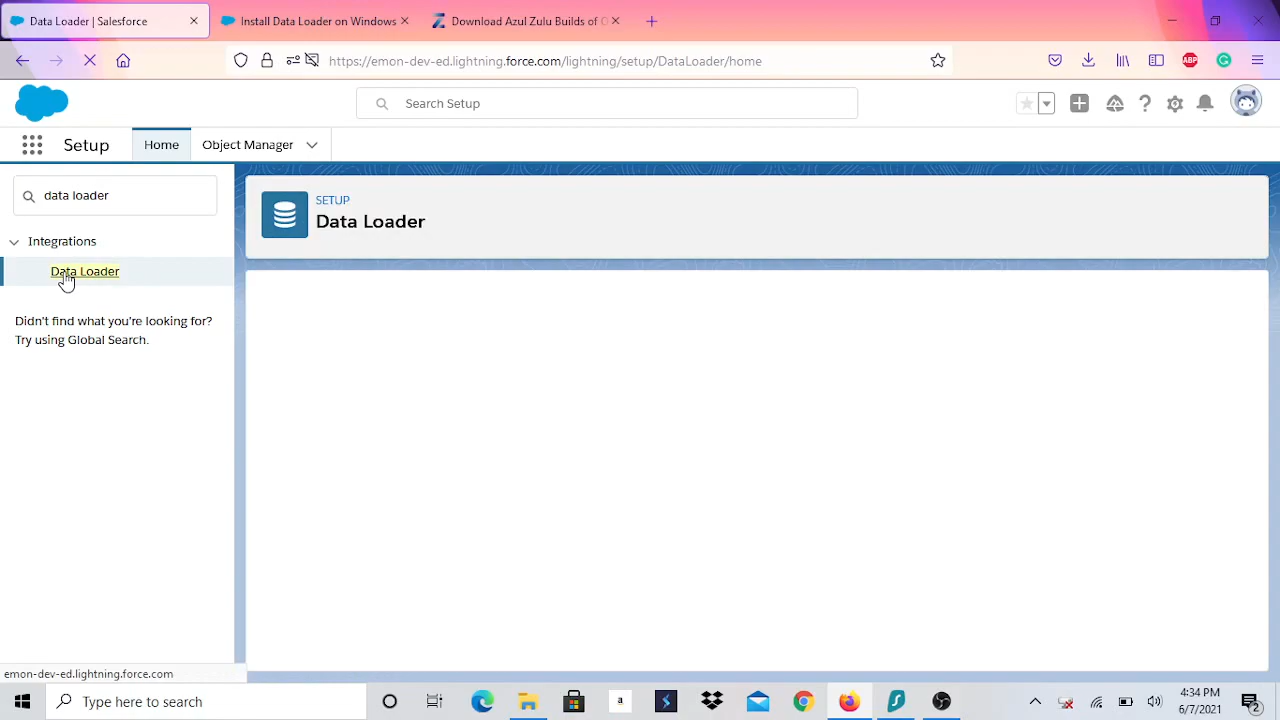 Data Loader | Salesforce
Install Data Loader on Windows
Download Azul Zulu Builds of
https://emon-dev-ed.lightning.force.com/lightning/setup/DataLoader/home
ABP
Search Setup
Setup
Home
Object Manager
data loader
SETUP
Data Loader
Integrations
Data Loader
Didn't find what you're looking for?
Try using Global Search.
emon-dev-ed.lightning.force.com
Type here to search
a
4:34 PM
6/7/2021
2